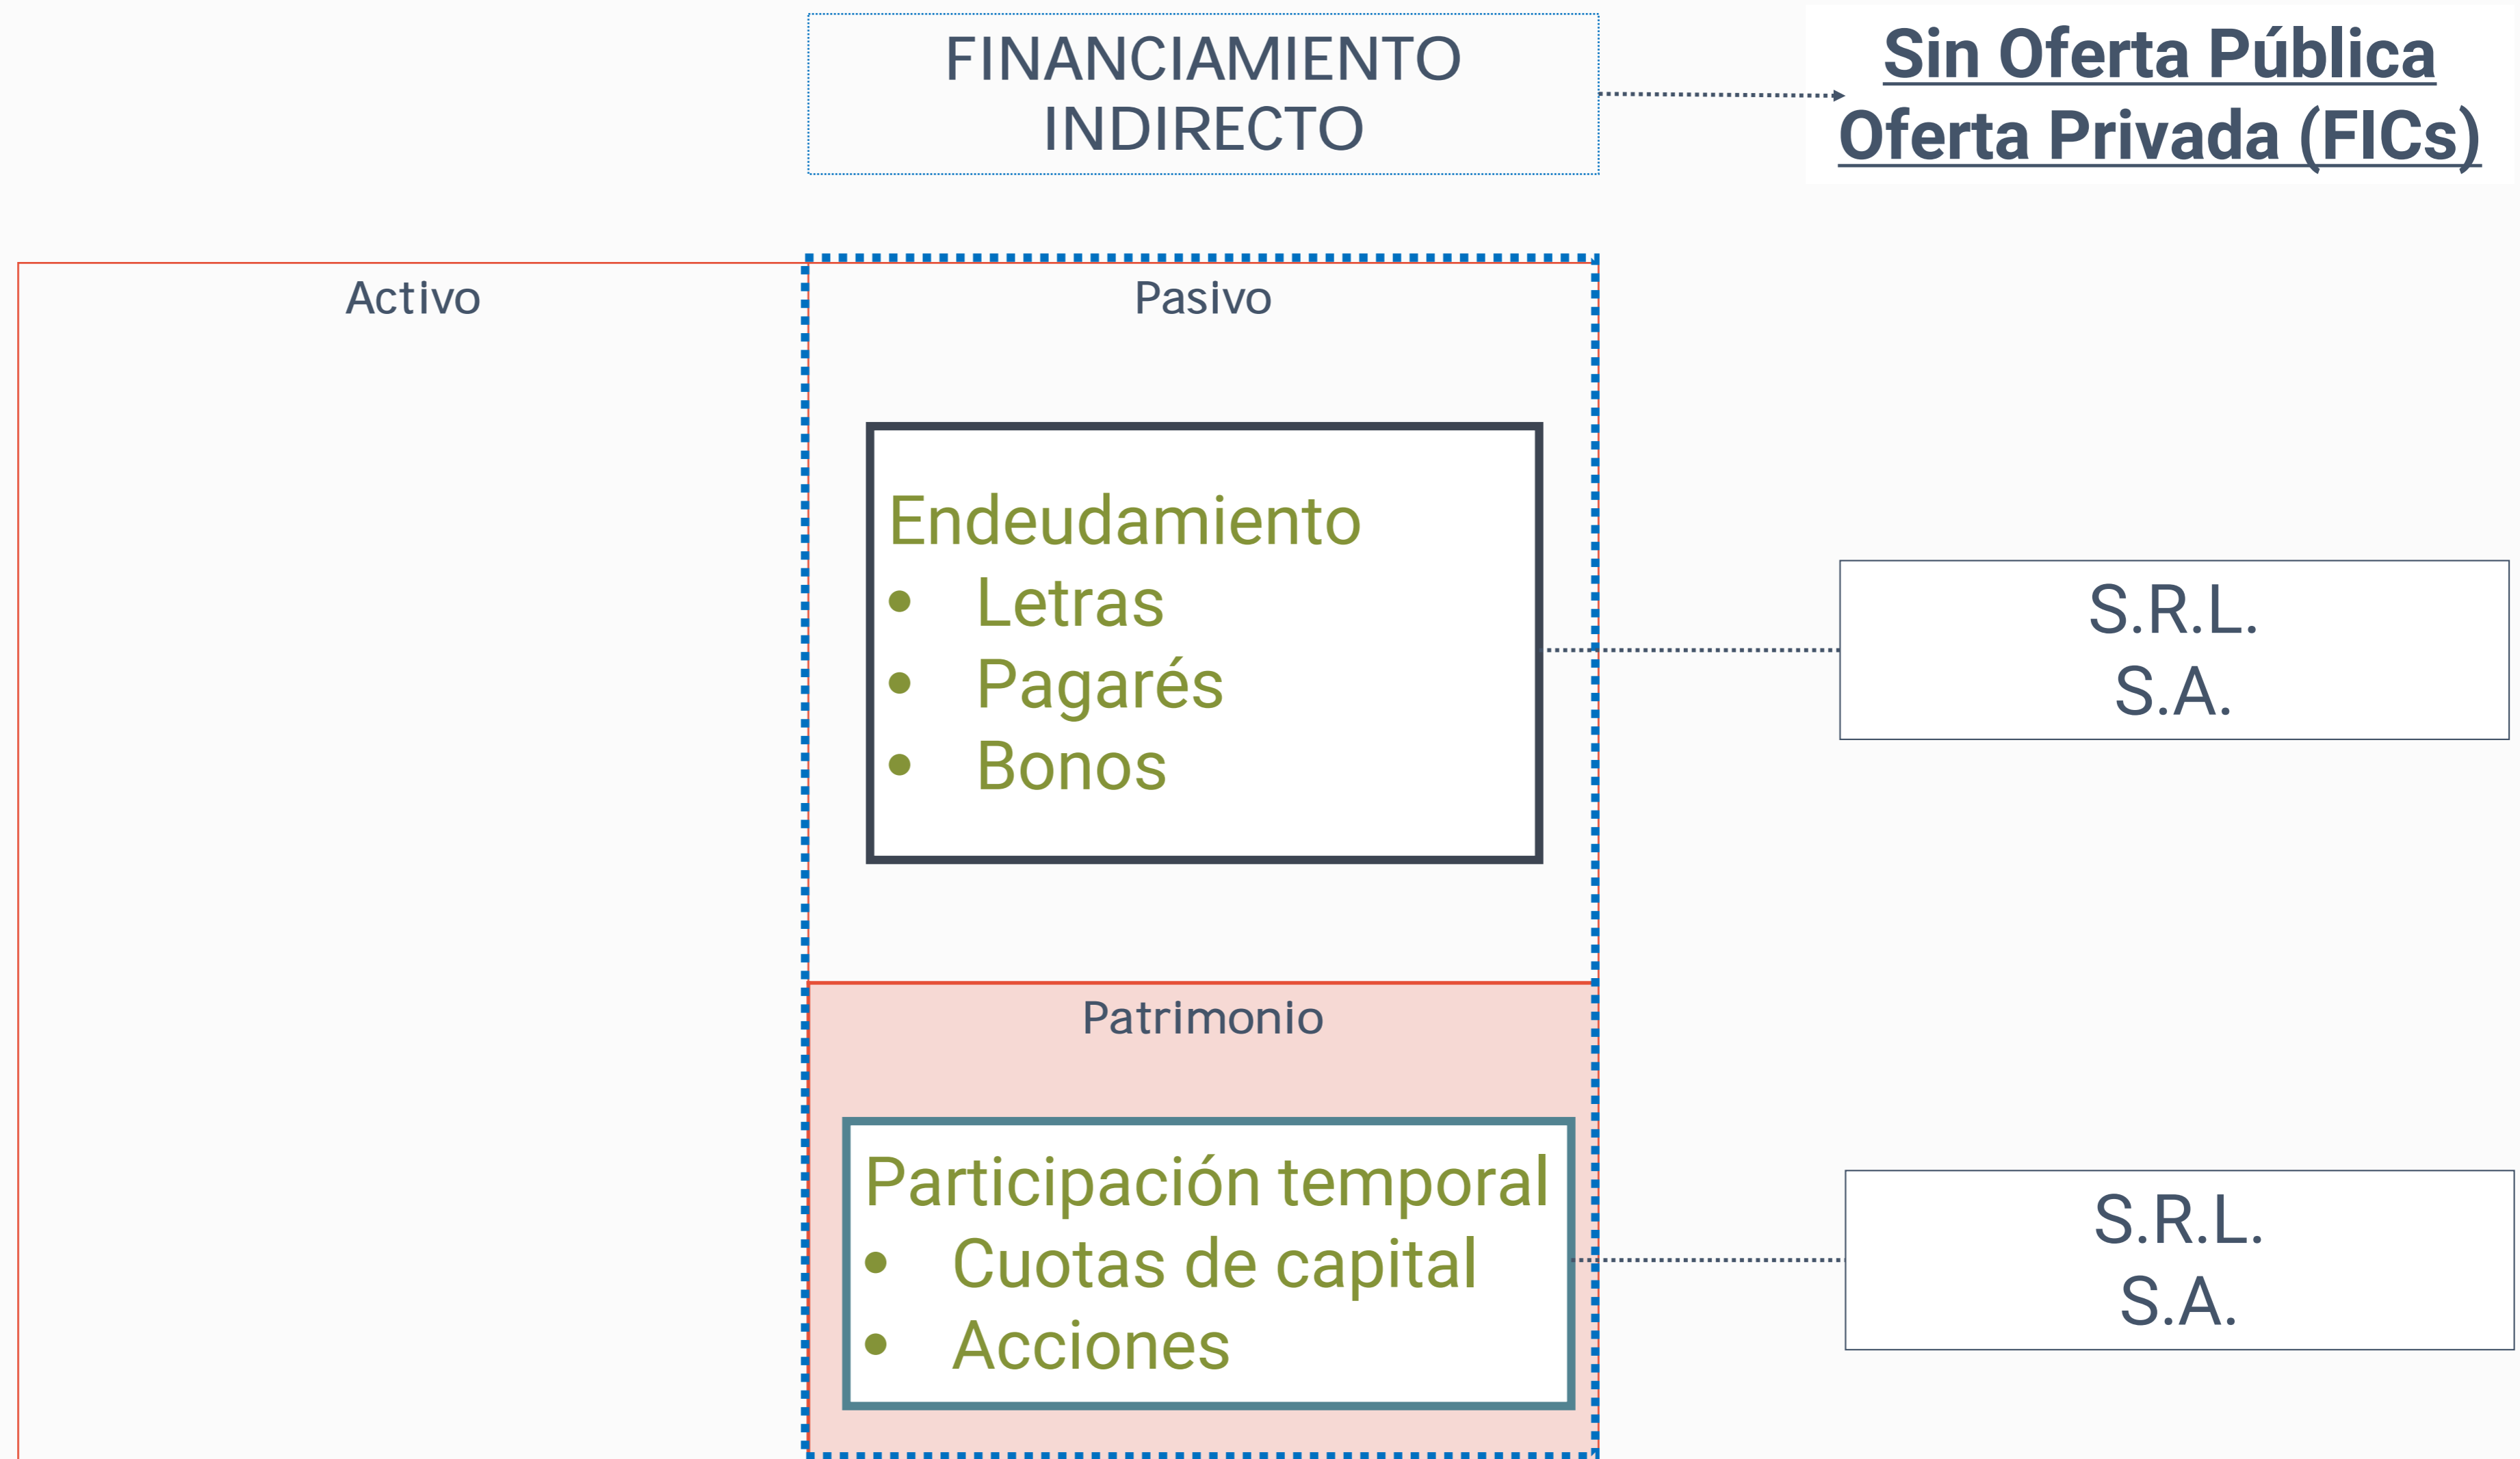 FINANCIAMIENTO
INDIRECTO
Sin Oferta Pública
Oferta Privada (FICs)
Activo
Pasivo
Endeudamiento
• Letras
• Pagarés
• Bonos
S.R.L.
S.A.
Patrimonio
Participación temporal
• Cuotas de capital
• Acciones
S.R.L.
S.A.